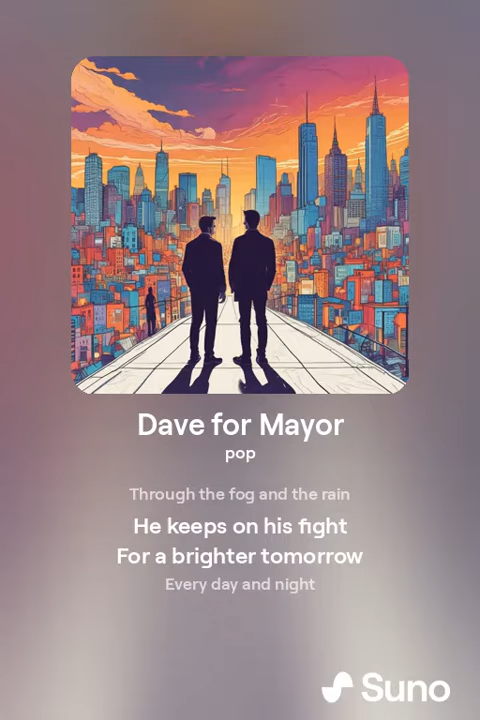 Dave for Mayor
pop
Through the fog and the rain
He keeps on his fight
For a brighter tomorrow
Every day and night
Suno